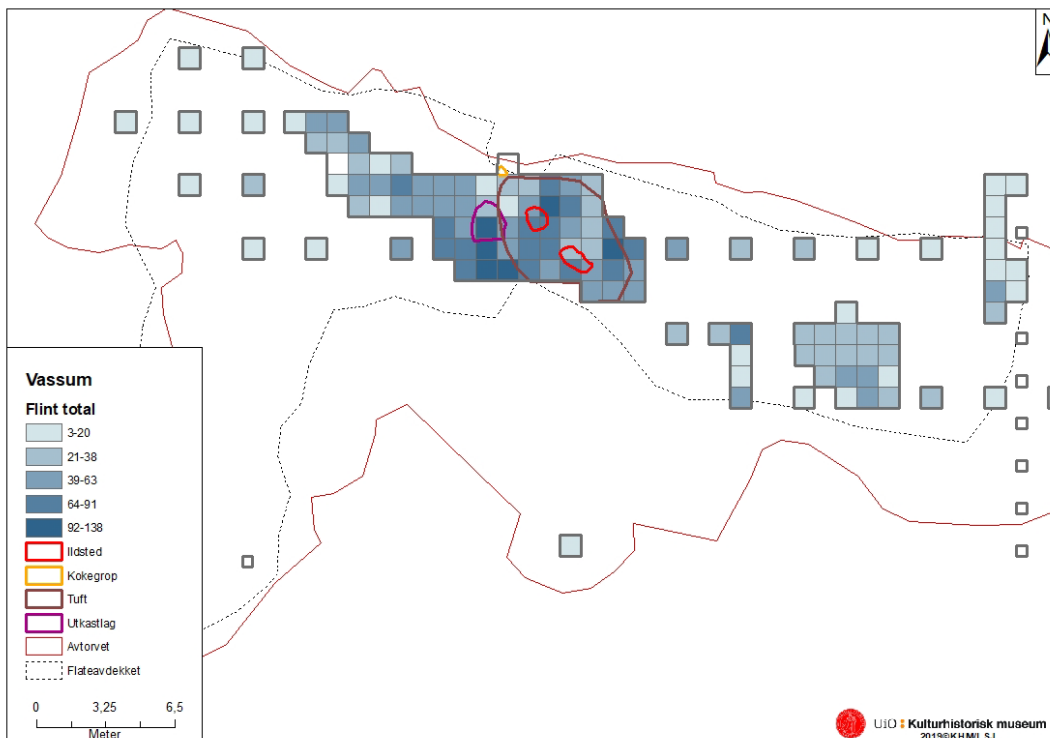 N
Vassum
Flint total
3-20
21-38
39-63
64-91
92-138
Ildsted
Kokegrop
Tuft
Utkastlag
Avtorvet
Flateavdekket
0 3,25 6,5
Meter
UiO Kulturhistorisk museum